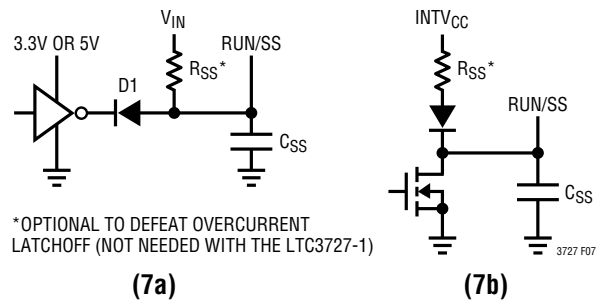 V_IN
3.3V OR 5V
D1
R_SS*
RUN/SS
C_SS
*OPTIONAL TO DEFEAT OVERCURRENT
LATCHOFF (NOT NEEDED WITH THE LTC3727-1)
(7a)
INTV_CC
R_SS*
RUN/SS
C_SS
3727 F07
(7b)